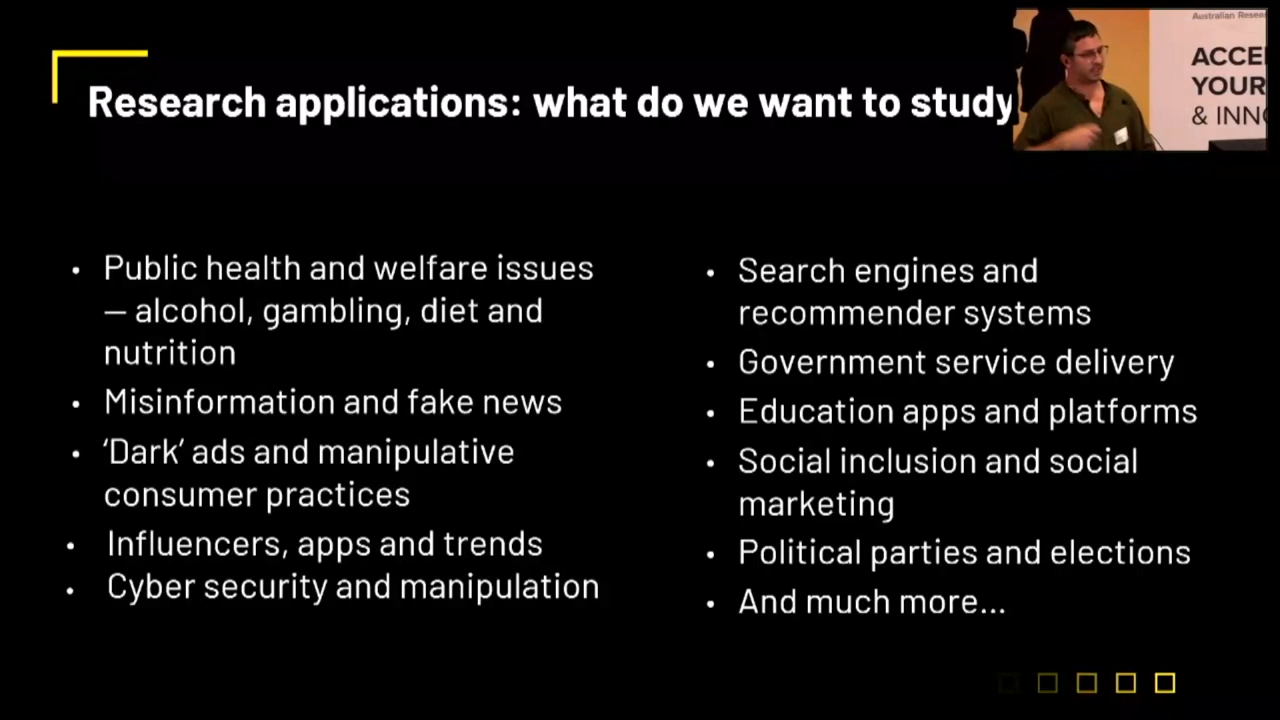 Research applications: what do we want to study
Australian Resea
ACCE
YOUR
& INN
• Public health and welfare issues
— alcohol, gambling, diet and
nutrition
• Misinformation and fake news
• ‘Dark’ ads and manipulative
consumer practices
• Influencers, apps and trends
• Cyber security and manipulation
• Search engines and
recommender systems
• Government service delivery
• Education apps and platforms
• Social inclusion and social
marketing
• Political parties and elections
• And much more...